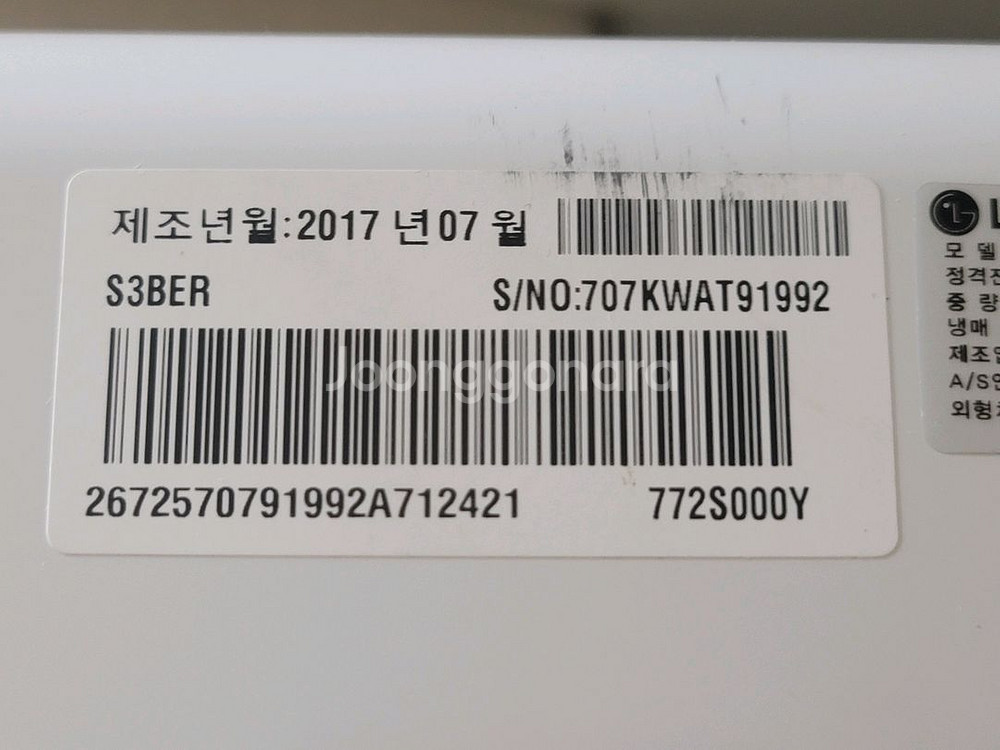 제조년월:2017 년07 월
S3BER
S/NO:707KWAT91992
Joonggonara
2672570791992A712421
772S000Y
LG
모 델
정격
중 량
냉매
제조
A/S
외형